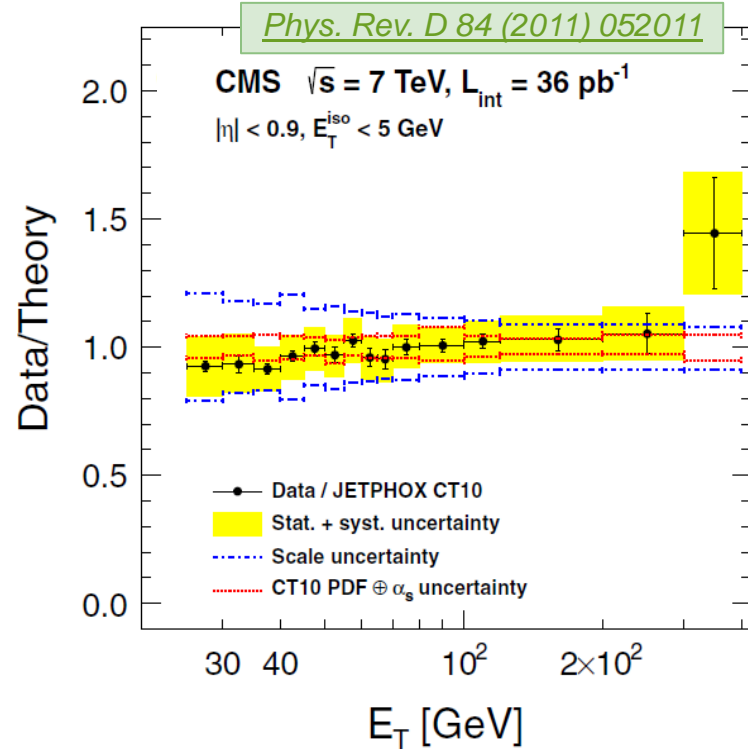 Phys. Rev. D 84 (2011) 052011
CMS √s = 7 TeV, L_int = 36 pb⁻¹
|η| < 0.9, E_T^iso < 5 GeV
Data/Theory
2.0
1.5
1.0
0.5
0.0
Data / JETPHOX CT10
Stat. + syst. uncertainty
Scale uncertainty
CT10 PDF ⊕ α_s uncertainty
30 40 10² 2×10²
E_T [GeV]